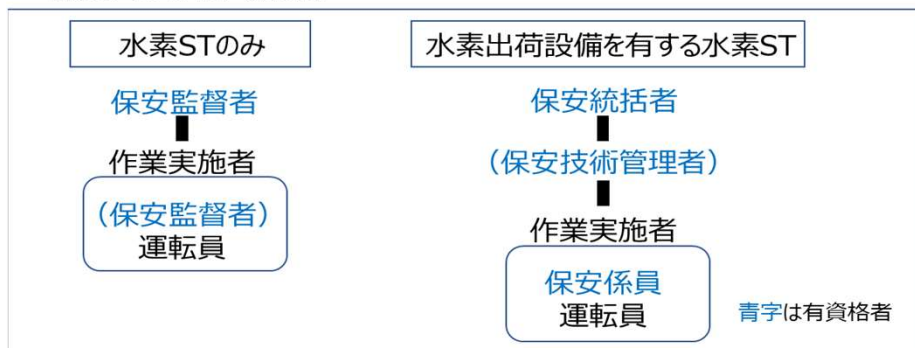 水素STのみ
保安監督者
作業実施者
（保安監督者）
運転員
水素出荷設備を有する水素ST
保安統括者
（保安技術管理者）
作業実施者
保安係員
運転員
青字は有資格者